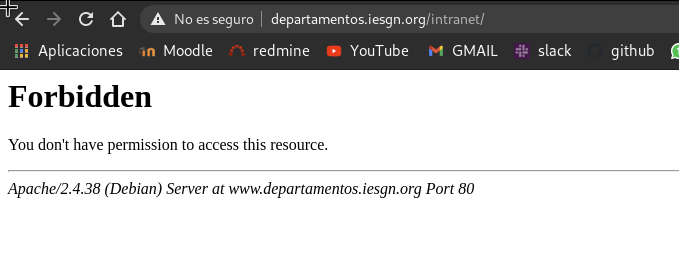 No es seguro | departamentos.iesgn.org/intranet/
Aplicaciones Moodle redmine YouTube GMAIL slack github
Forbidden
You don't have permission to access this resource.
Apache/2.4.38 (Debian) Server at www.departamentos.iesgn.org Port 80